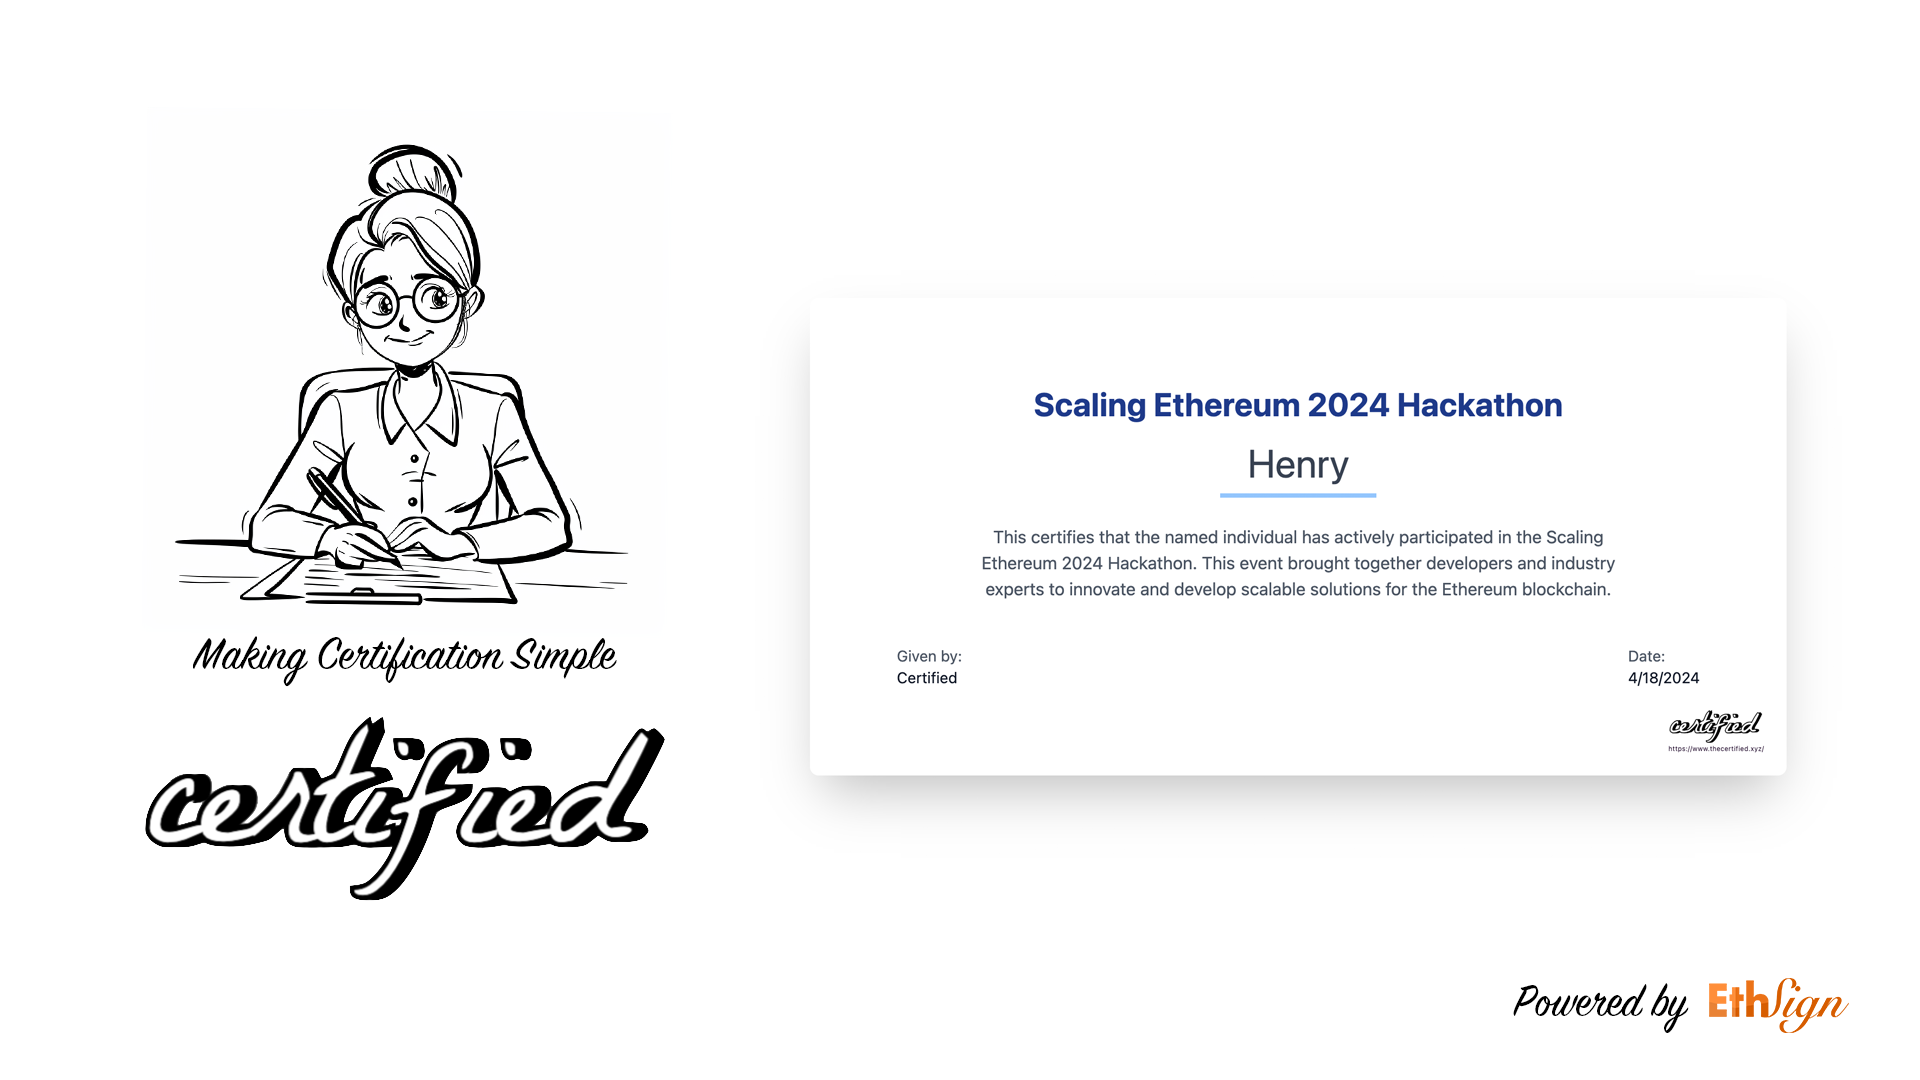 Making Certification Simple
certified
Scaling Ethereum 2024 Hackathon
Henry
This certifies that the named individual has actively participated in the Scaling
Ethereum 2024 Hackathon. This event brought together developers and industry
experts to innovate and develop scalable solutions for the Ethereum blockchain.
Given by:
Certified
Date:
4/18/2024
certified
https://www.thecertified.xyz/
Powered by EthSign